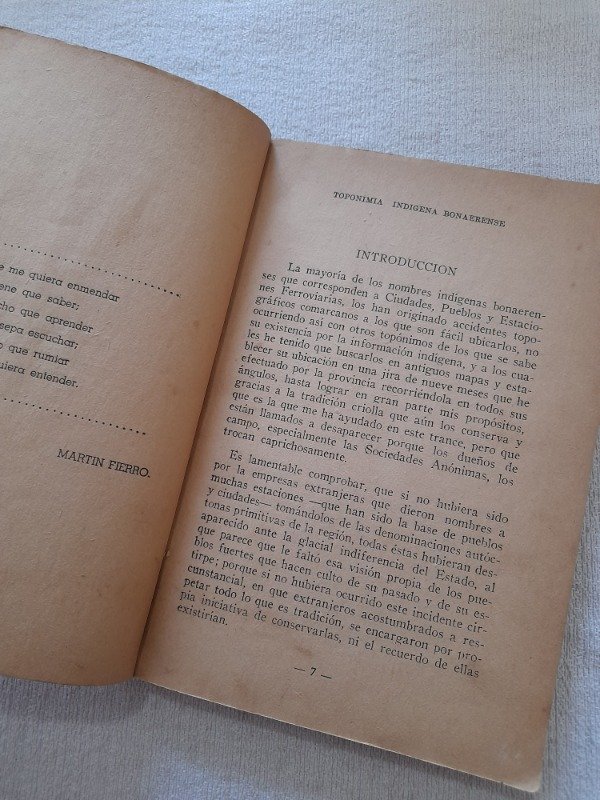 e me quiera enmendar
ene que saber;
cho que aprender
sepa escuchar;
o que rumiar
uiera entender.
MARTIN FIERRO.
TOPONIMIA INDIGENA BONAERENSE
INTRODUCCION
La mayoría de los nombres indígenas bonaeren-
ses que corresponden a Ciudades, Pueblos y Estacio-
nes Ferroviarias, los han originado accidentes topo-
gráficos comarcanos a los que son fácil ubicarlos, no
ocurriendo así con otros topónimos de los que se sabe
su existencia por la información indígena, y a los cua-
les he tenido que buscarlos en antiguos mapas y esta-
blecer su ubicación en una jira de nueve meses que he
efectuado por la provincia recorriéndola en todos sus
ángulos, hasta lograr en gran parte mis propósitos,
gracias a la tradición criolla que aún los conserva y
que es la que me ha ayudado en este trance, pero que
están llamados a desaparecer porque los dueños de
campo, especialmente las Sociedades Anónimas, los
trocan caprichosamente.
Es lamentable comprobar, que si no hubiera sido
por la empresas extranjeras que dieron nombres a
muchas estaciones —que han sido la base de pueblos
y ciudades— tomándolos de las denominaciones autóc-
tonas primitivas de la región, todas éstas hubieran des-
aparecido ante la glacial indiferencia del Estado, al
que parece que le faltó esa visión propia de los pue-
blos fuertes que hacen culto de su pasado y de su es-
tirpe; porque si no hubiera ocurrido este incidente cir-
cunstancial, en que extranjeros acostumbrados a res-
petar todo lo que es tradición, se encargaron por pro-
pia iniciativa de conservarlas, ni el recuerdo de ellas
existirían.
— 7 —